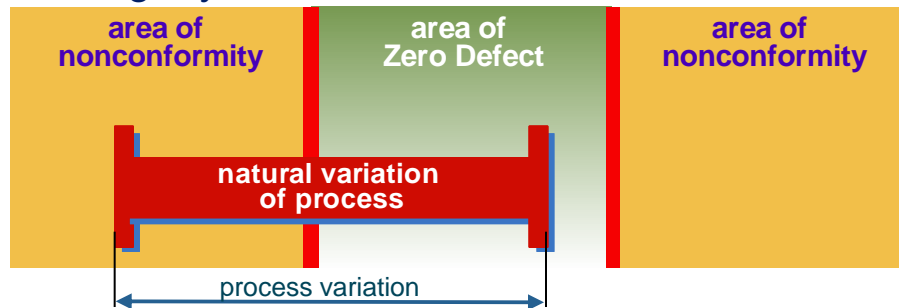 area of
nonconformity
area of
Zero Defect
area of
nonconformity
natural variation
of process
process variation